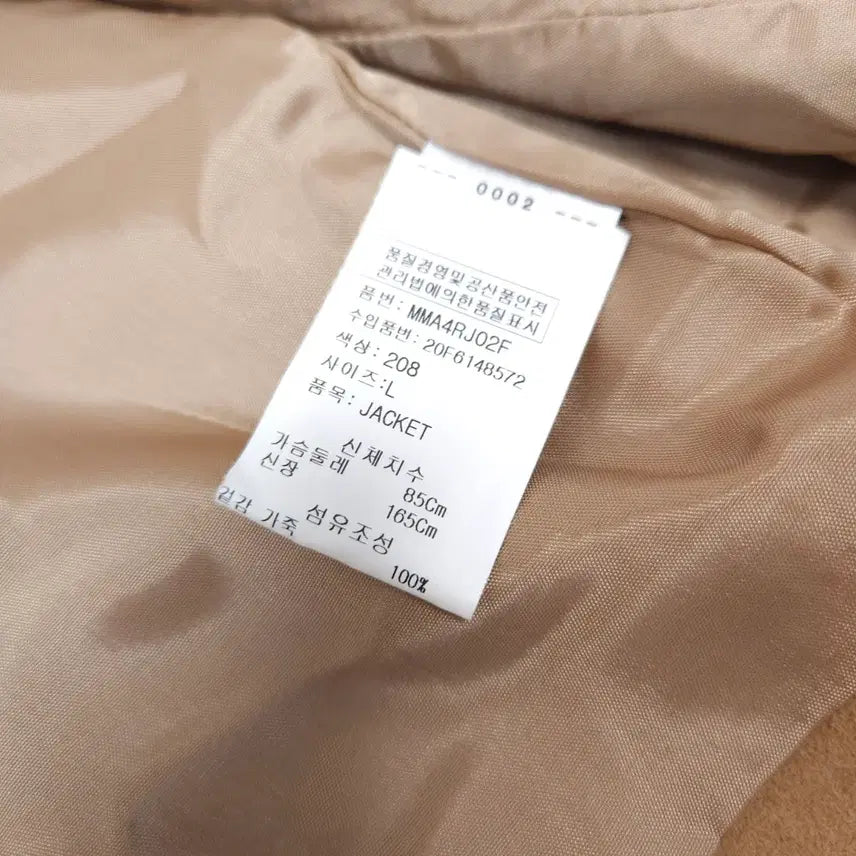 --- 0002 ---
품질경영및공산품안전
관리법에의한품질표시
품번: MMA4RJ02F
수입품번: 20F6148572
색상: 208
사이즈:L
품목: JACKET
신체치수
가슴둘레 85Cm
신장 165Cm
섬유조성
겉감 가죽 100%